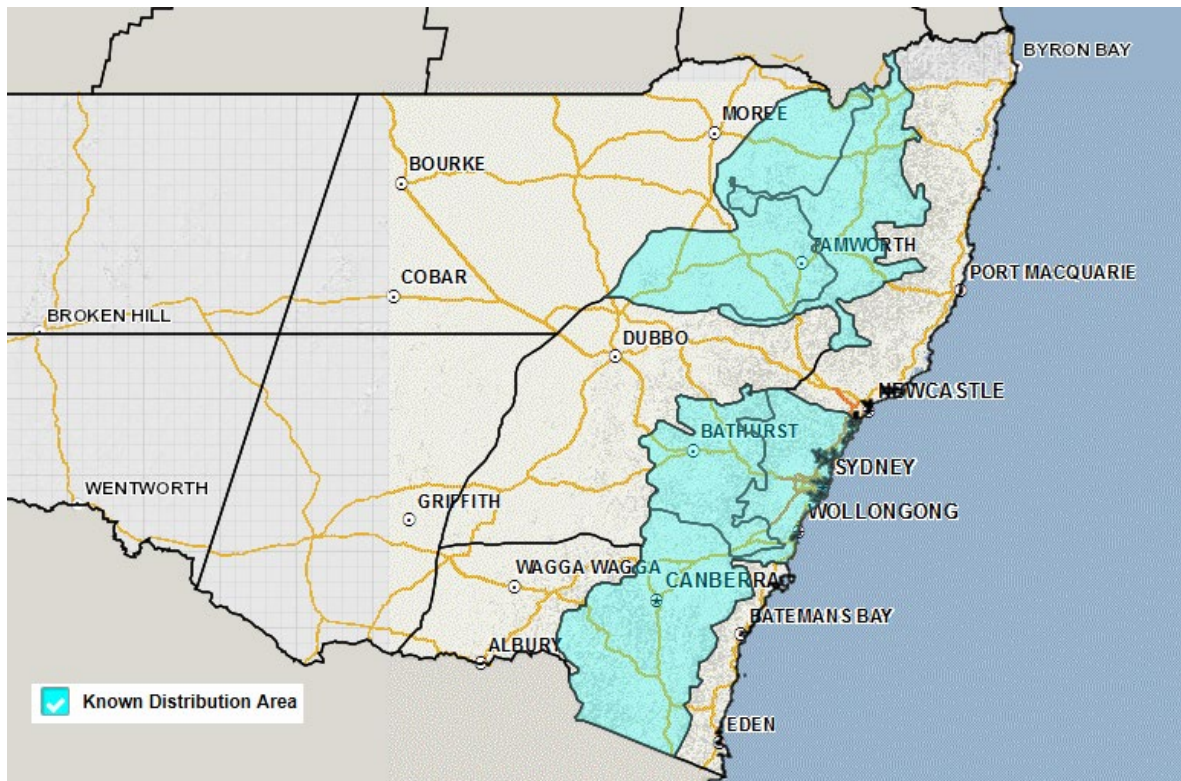 BYRON BAY
MOREE
BOURKE
TAMWORTH
COBAR
PORT MACQUARIE
BROKEN HILL
DUBBO
NEWCASTLE
BATHURST
SYDNEY
WENTWORTH
GRIFFITH
WOLLONGONG
WAGGA WAGGA
CANBERRA
BATEMANS BAY
ALBURY
Known Distribution Area
EDEN